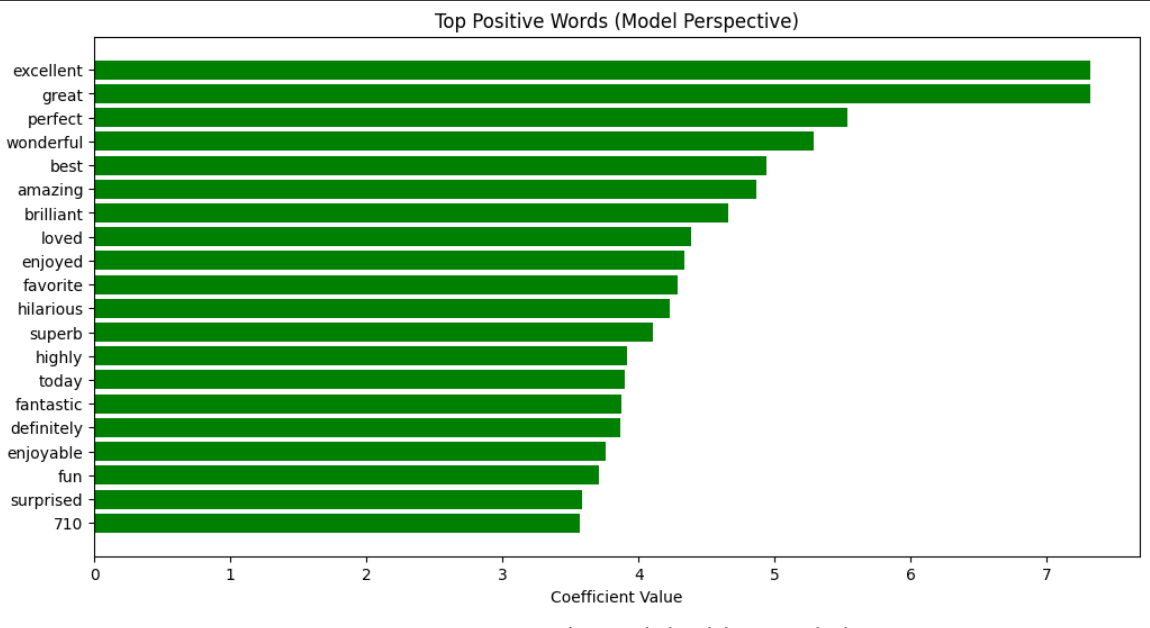 Top Positive Words (Model Perspective)
excellent
great
perfect
wonderful
best
amazing
brilliant
loved
enjoyed
favorite
hilarious
superb
highly
today
fantastic
definitely
enjoyable
fun
surprised
710
0 1 2 3 4 5 6 7
Coefficient Value